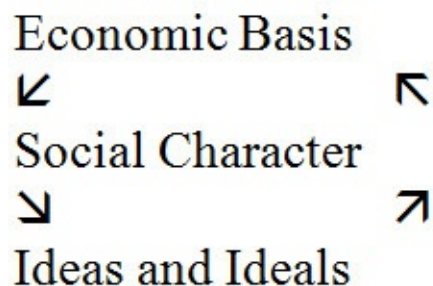 Economic Basis
↙ ↖
Social Character
↘ ↗
Ideas and Ideals